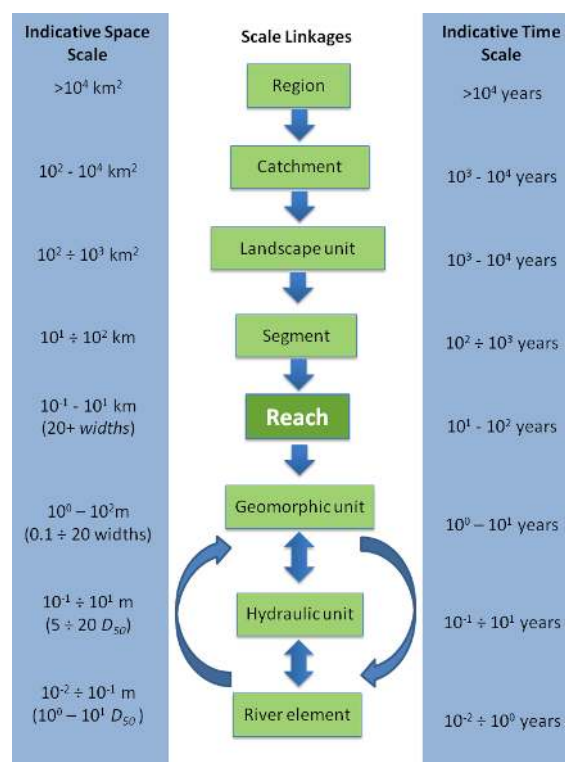 Indicative Space
Scale
Scale Linkages
Indicative Time
Scale
>10⁴ km²
Region
>10⁴ years
10² - 10⁴ km²
Catchment
10³ - 10⁴ years
10² ÷ 10³ km²
Landscape unit
10³ - 10⁴ years
10¹ ÷ 10² km
Segment
10² ÷ 10³ years
10⁻¹ - 10¹ km
(20+ widths)
Reach
10¹ - 10² years
10⁰ – 10² m
(0.1 ÷ 20 widths)
Geomorphic unit
10⁰ – 10¹ years
10⁻¹ ÷ 10¹ m
(5 ÷ 20 D₅₀)
Hydraulic unit
10⁻¹ ÷ 10¹ years
10⁻² ÷ 10⁻¹ m
(10⁰ – 10¹ D₅₀)
River element
10⁻² ÷ 10⁰ years